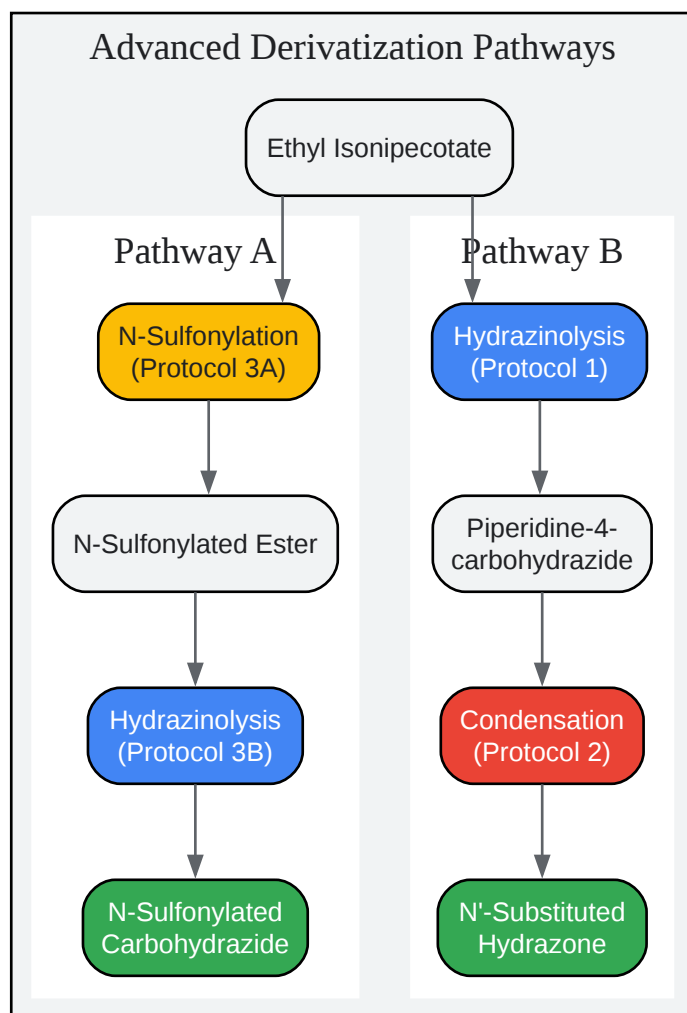 Advanced Derivatization Pathways
Ethyl Isonipecotate
Pathway A
N-Sulfonylation
(Protocol 3A)
N-Sulfonylated Ester
Hydrazinolysis
(Protocol 3B)
N-Sulfonylated
Carbohydrazide
Pathway B
Hydrazinolysis
(Protocol 1)
Piperidine-4-
carbohydrazide
Condensation
(Protocol 2)
N'-Substituted
Hydrazone